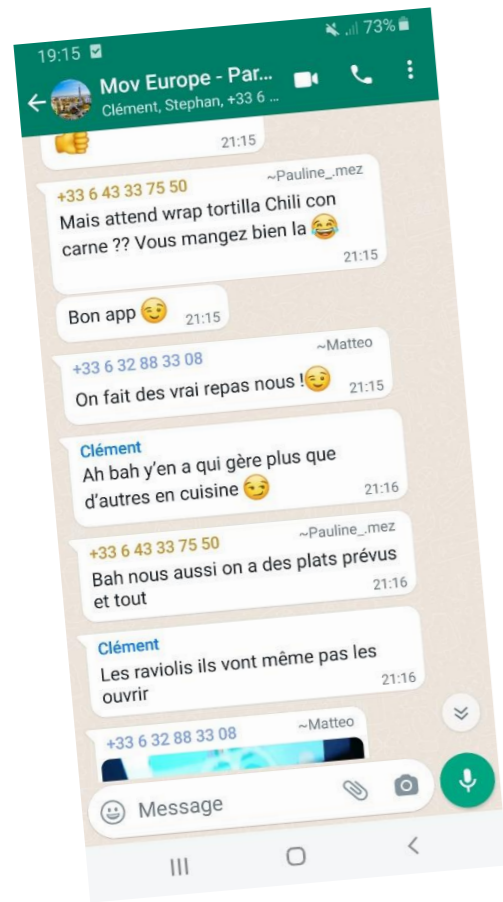 19:15 73%
Mov Europe - Par...
Clément, Stephan, +33 6 ...
21:15
+33 6 43 33 75 50 ~Pauline_.mez
Mais attend wrap tortilla Chili con
carne ?? Vous mangez bien la 😂
21:15
Bon app 😉 21:15
+33 6 32 88 33 08 ~Matteo
On fait des vrai repas nous !😉 21:15
Clément
Ah bah y'en a qui gère plus que
d'autres en cuisine 😏 21:16
+33 6 43 33 75 50 ~Pauline_.mez
Bah nous aussi on a des plats prévus
et tout 21:16
Clément
Les raviolis ils vont même pas les
ouvrir 21:16
+33 6 32 88 33 08 ~Matteo
Message